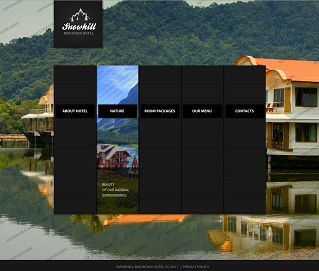 Snowhill
MOUNTAIN HOTEL
ABOUT HOTEL
NATURE
ROOM PACKAGES
OUR MENU
CONTACTS
BEAUTY
OF OUR NATURAL
SURROUNDINGS
SNOWHILL MOUNTAIN HOTEL (C) 2011 | PRIVACY POLICY